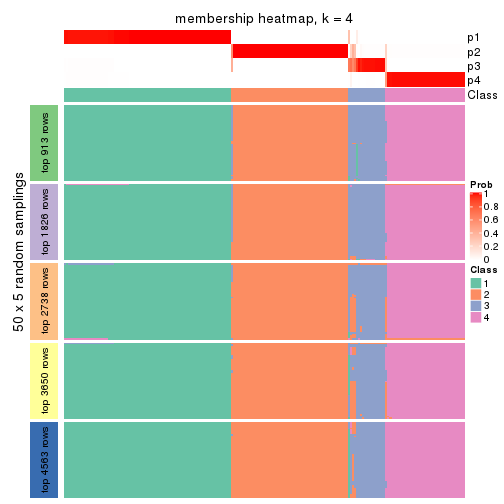 membership heatmap, k = 4
p1
p2
p3
p4
Class
50 x 5 random samplings
top 913 rows
top 1826 rows
top 2738 rows
top 3650 rows
top 4563 rows
Prob
1
0.8
0.6
0.4
0.2
0
Class
1
2
3
4